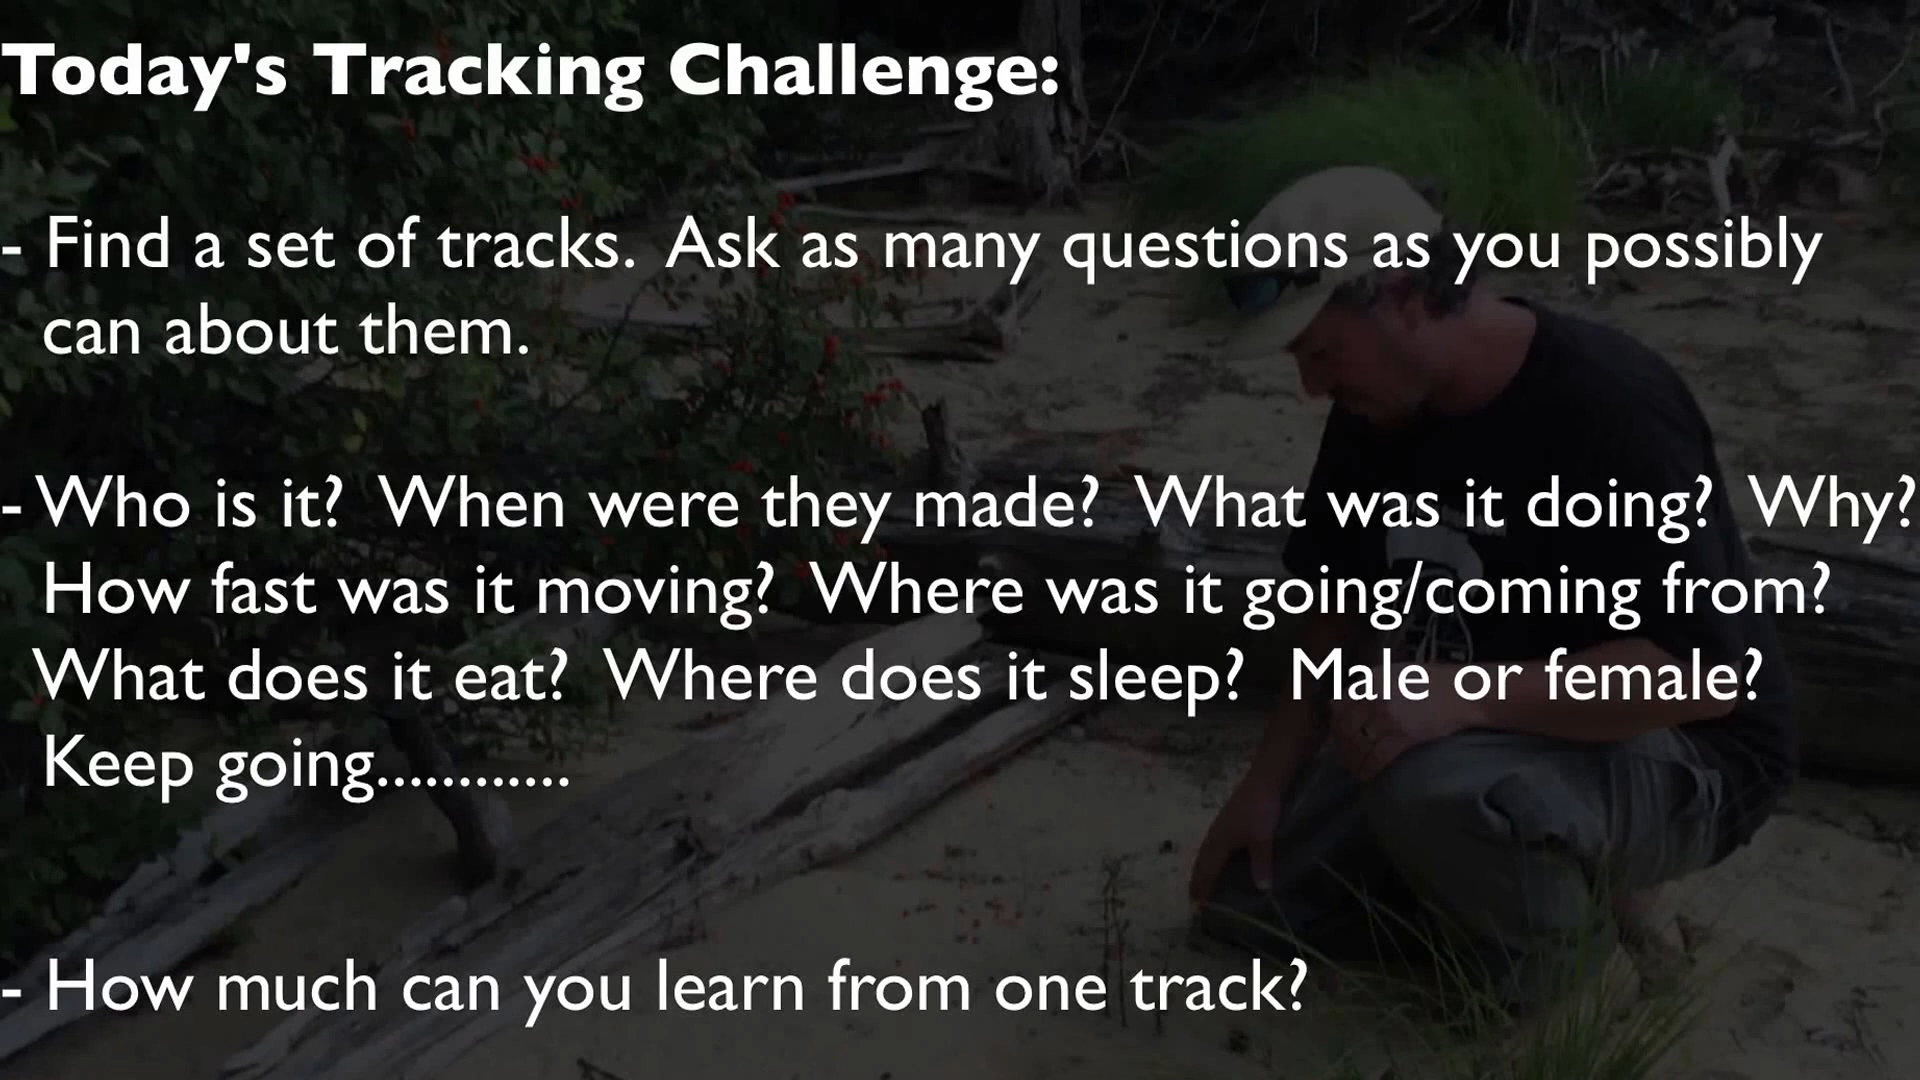 Today's Tracking Challenge:
- Find a set of tracks. Ask as many questions as you possibly
can about them.
- Who is it? When were they made? What was it doing? Why?
How fast was it moving? Where was it going/coming from?
What does it eat? Where does it sleep? Male or female?
Keep going............
- How much can you learn from one track?